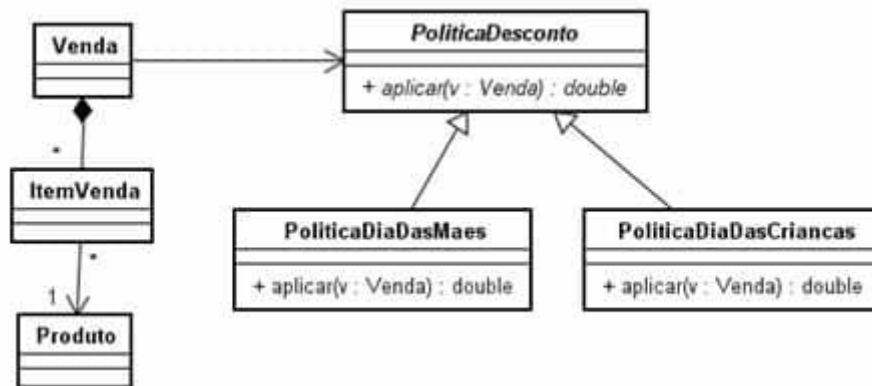 Venda
PoliticaDesconto
+ aplicar(v : Venda) : double
*
ItemVenda
*
1
Produto
PoliticaDiaDasMaes
+ aplicar(v : Venda) : double
PoliticaDiaDasCriancas
+ aplicar(v : Venda) : double